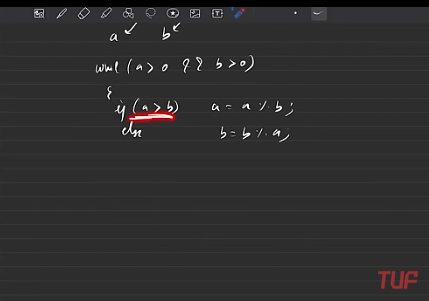 a b
while (a > 0 && b > 0)
{
if (a > b) a = a % b;
else b = b % a;
TUF